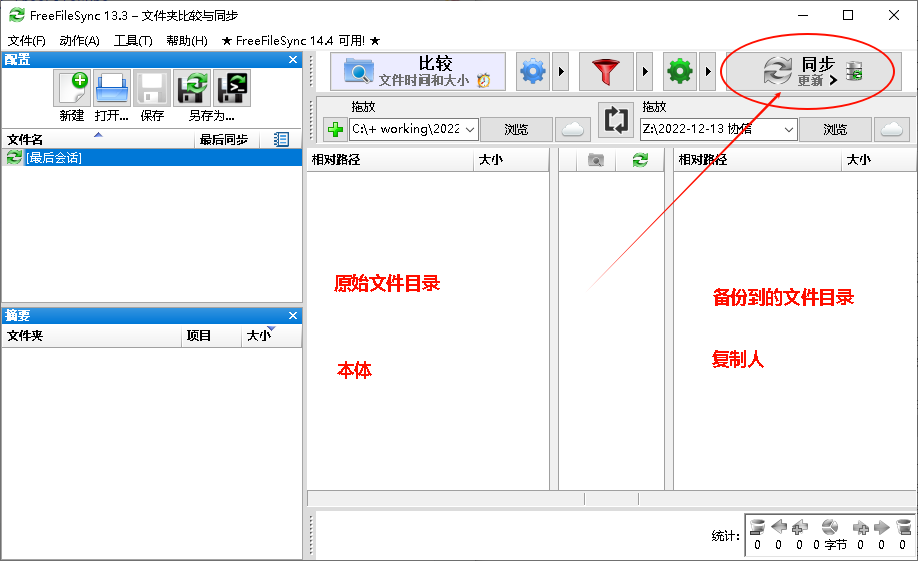 FreeFileSync 13.3 – 文件夹比较与同步
文件(F) 动作(A) 工具(T) 帮助(H) ★ FreeFileSync 14.4 可用! ★
配置
新建 打开... 保存 另存为...
文件名 最后同步
[最后会话]
摘要
文件夹 项目 大小
比较
文件时间和大小
同步
更新
拖放
C:\+ working\2022
浏览
拖放
Z:\2022-12-13 协信
浏览
相对路径 大小
相对路径 大小
原始文件目录
备份到的文件目录
本体
复制人
统计:
0 0 0 0 字节 0 0 0